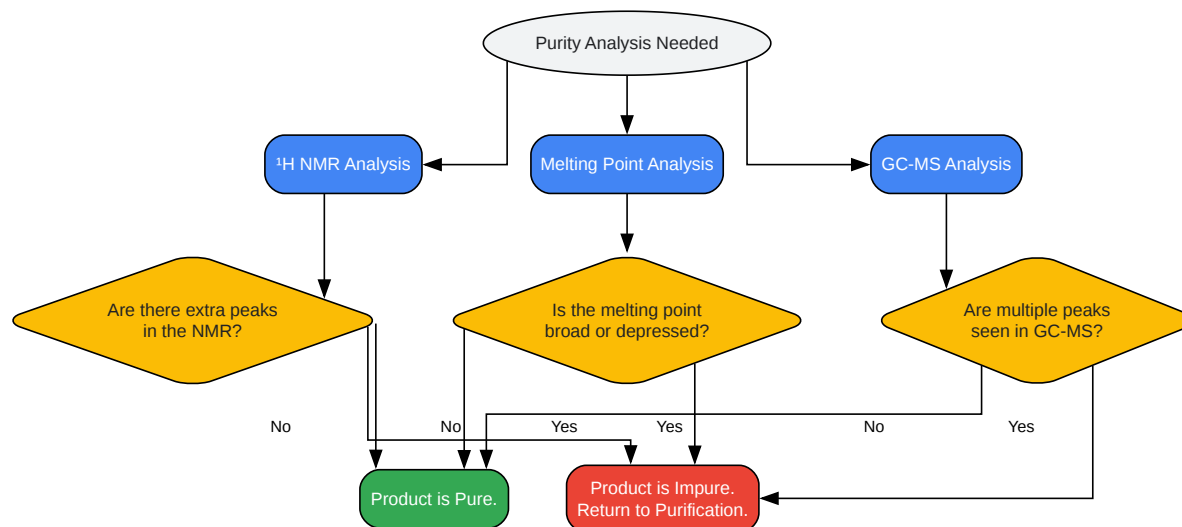 Purity Analysis Needed
¹H NMR Analysis
Melting Point Analysis
GC-MS Analysis
Are there extra peaks
in the NMR?
Is the melting point
broad or depressed?
Are multiple peaks
seen in GC-MS?
No
No
Yes
Yes
No
Yes
Product is Pure.
Product is Impure.
Return to Purification.